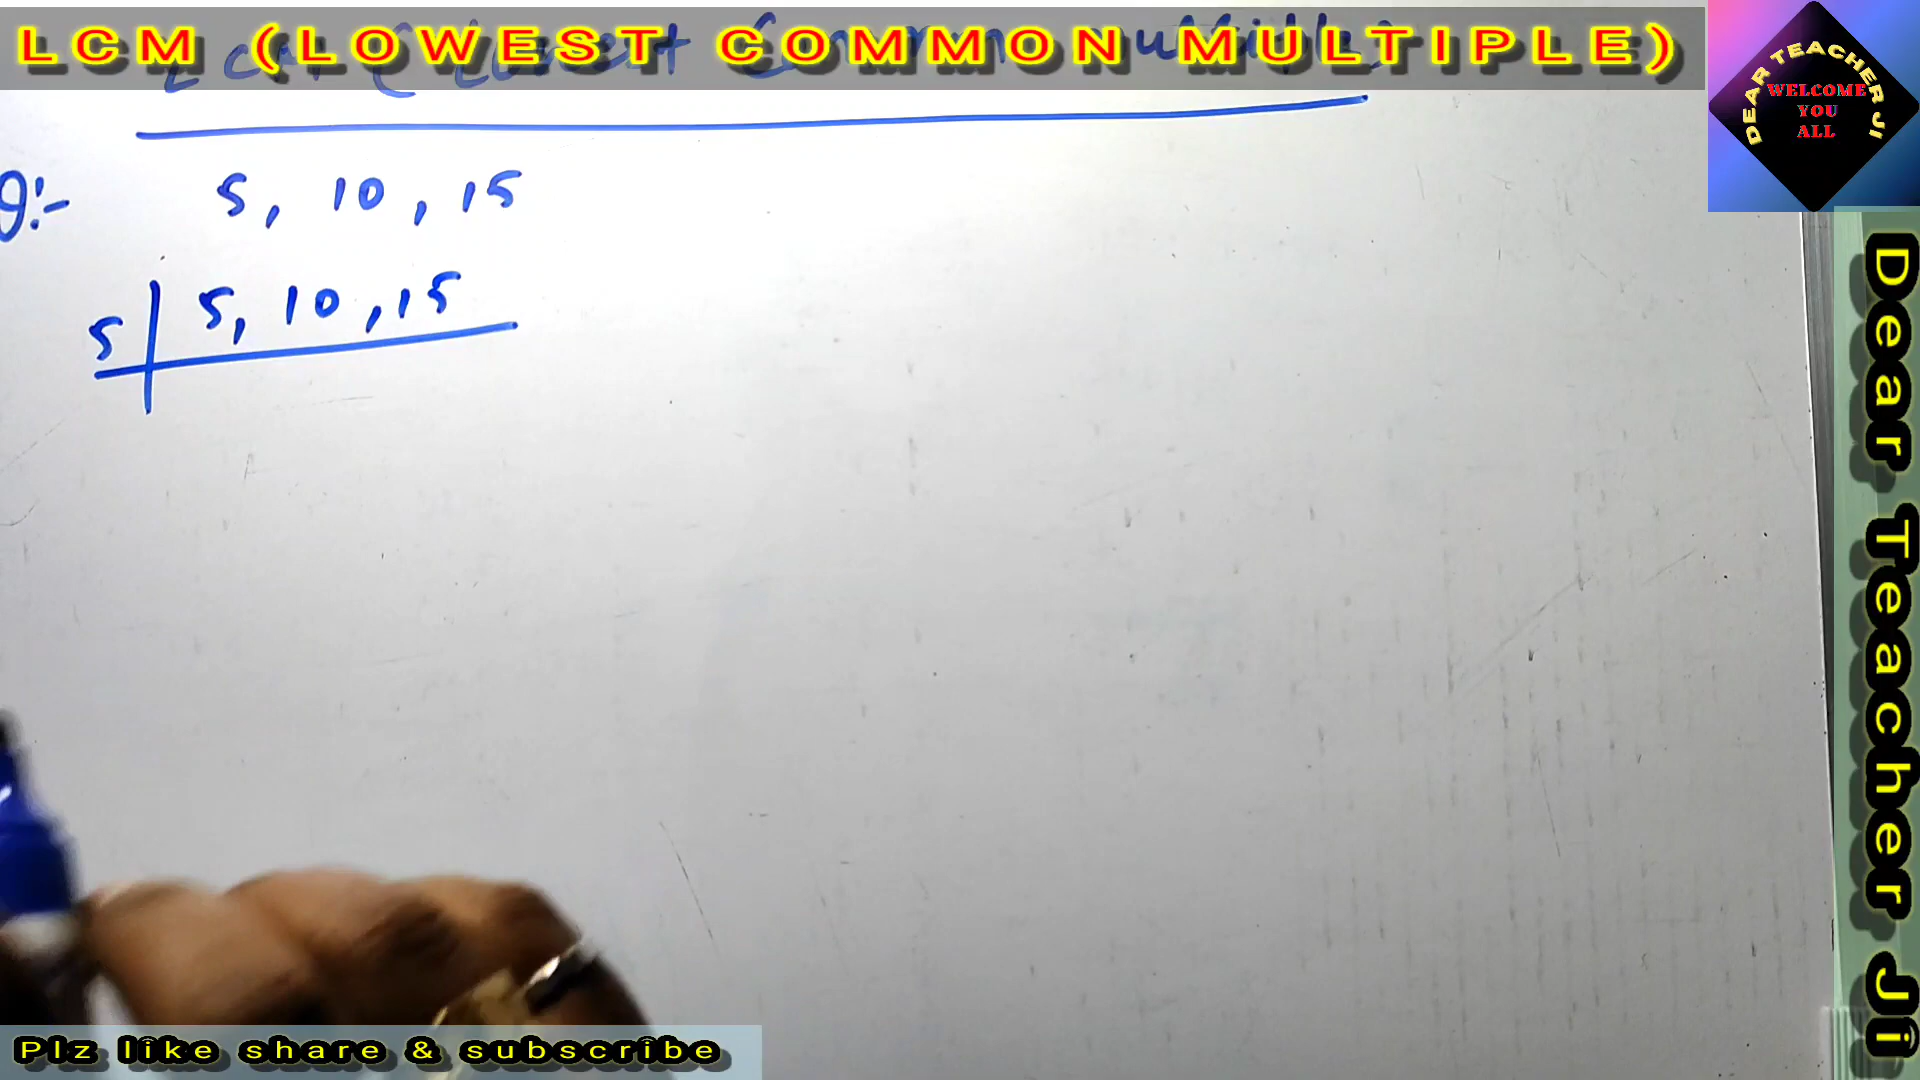 LCM (LOWEST COMMON MULTIPLE)
DEAR TEACHER JI
WELCOME
YOU
ALL
Q:- 5, 10, 15
5 | 5, 10, 15
Dear Teacher Ji
Plz like share & subscribe